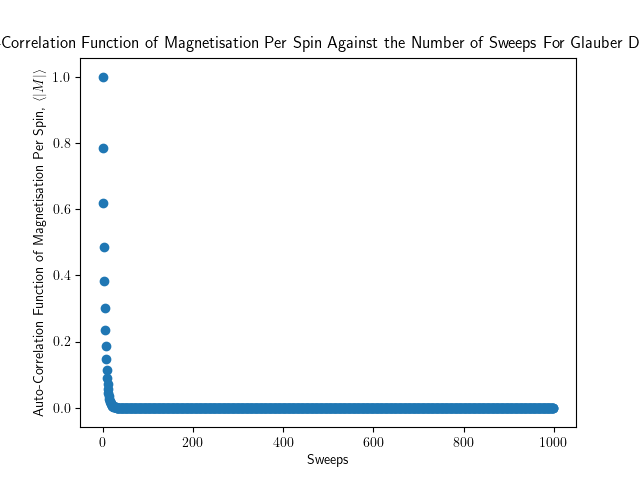 -Correlation Function of Magnetisation Per Spin Against the Number of Sweeps For Glauber D
Auto-Correlation Function of Magnetisation Per Spin, ⟨|M|⟩
1.0
0.8
0.6
0.4
0.2
0.0
0 200 400 600 800 1000
Sweeps